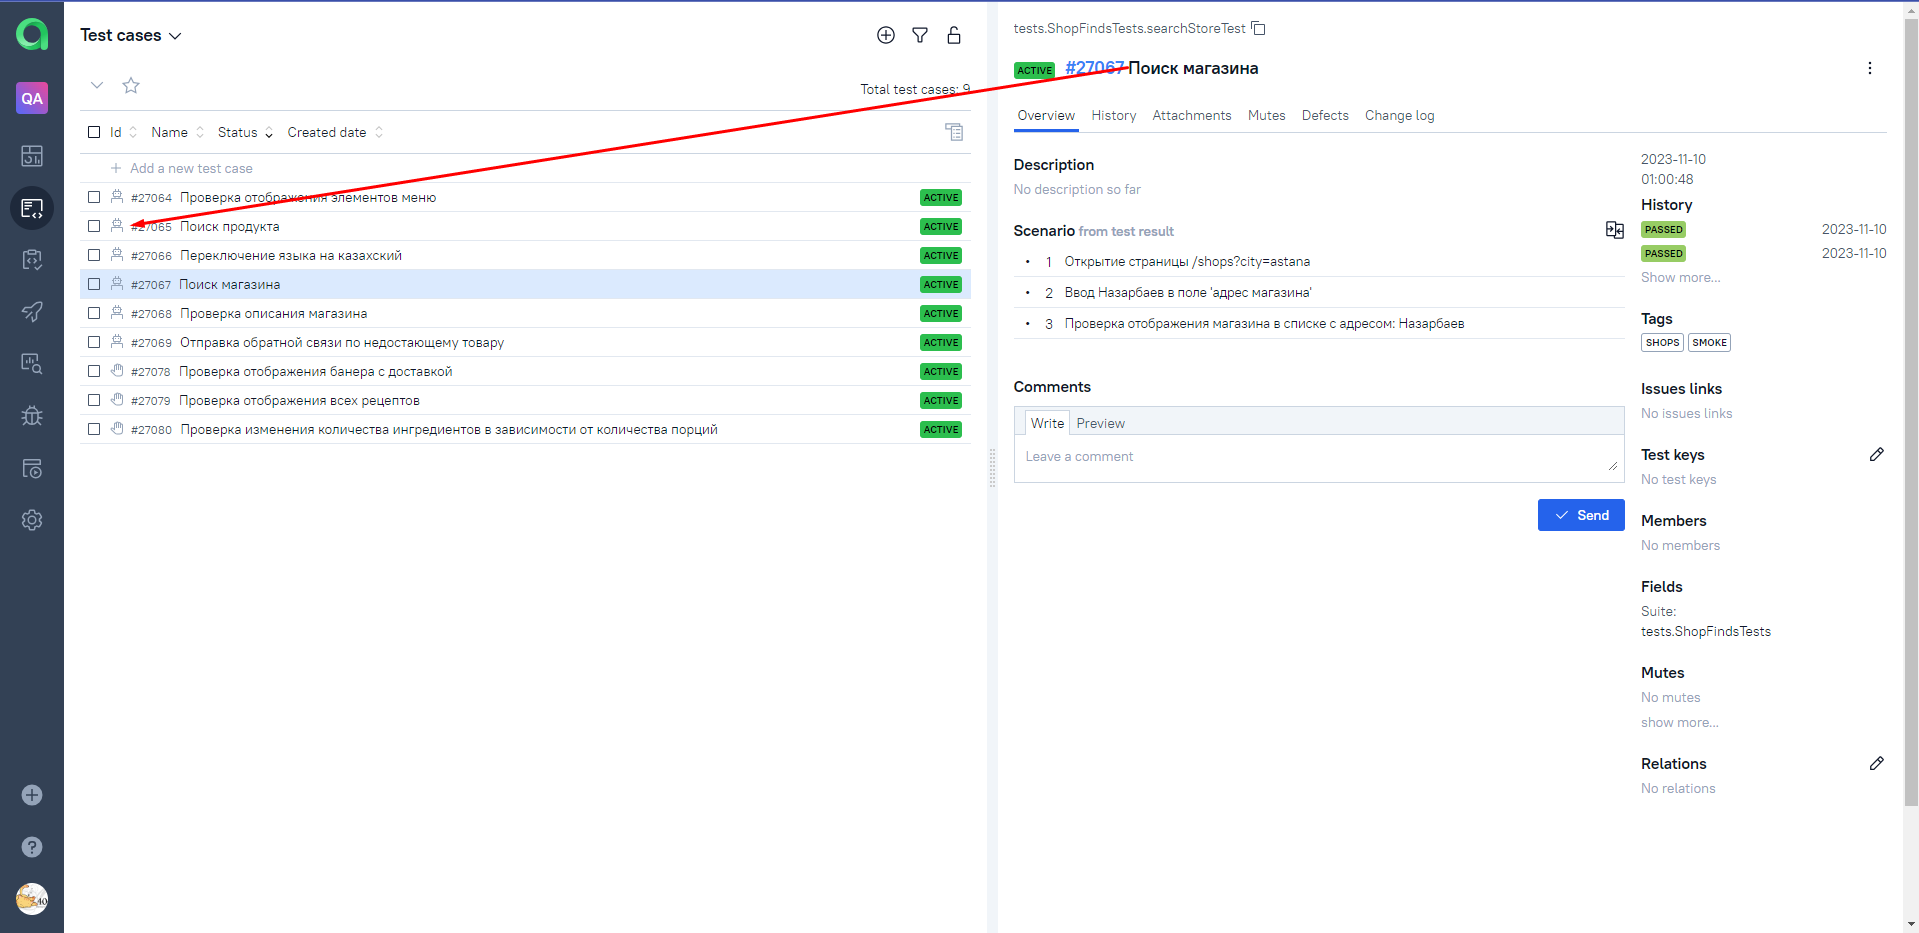 QA
Test cases
Total test cases: 9
Id Name Status Created date
Add a new test case
#27064 Проверка отображения элементов меню ACTIVE
#27065 Поиск продукта ACTIVE
#27066 Переключение языка на казахский ACTIVE
#27067 Поиск магазина ACTIVE
#27068 Проверка описания магазина ACTIVE
#27069 Отправка обратной связи по недостающему товару ACTIVE
#27078 Проверка отображения банера с доставкой ACTIVE
#27079 Проверка отображения всех рецептов ACTIVE
#27080 Проверка изменения количества ингредиентов в зависимости от количества порций ACTIVE
tests.ShopFindsTests.searchStoreTest
ACTIVE #27067 Поиск магазина
Overview History Attachments Mutes Defects Change log
Description
No description so far
Scenario from test result
• 1 Открытие страницы /shops?city=astana
• 2 Ввод Назарбаев в поле 'адрес магазина'
• 3 Проверка отображения магазина в списке с адресом: Назарбаев
Comments
Write Preview
Leave a comment
Send
2023-11-10
01:00:48
History
PASSED 2023-11-10
PASSED 2023-11-10
Show more...
Tags
SHOPS SMOKE
Issues links
No issues links
Test keys
No test keys
Members
No members
Fields
Suite:
tests.ShopFindsTests
Mutes
No mutes
show more...
Relations
No relations